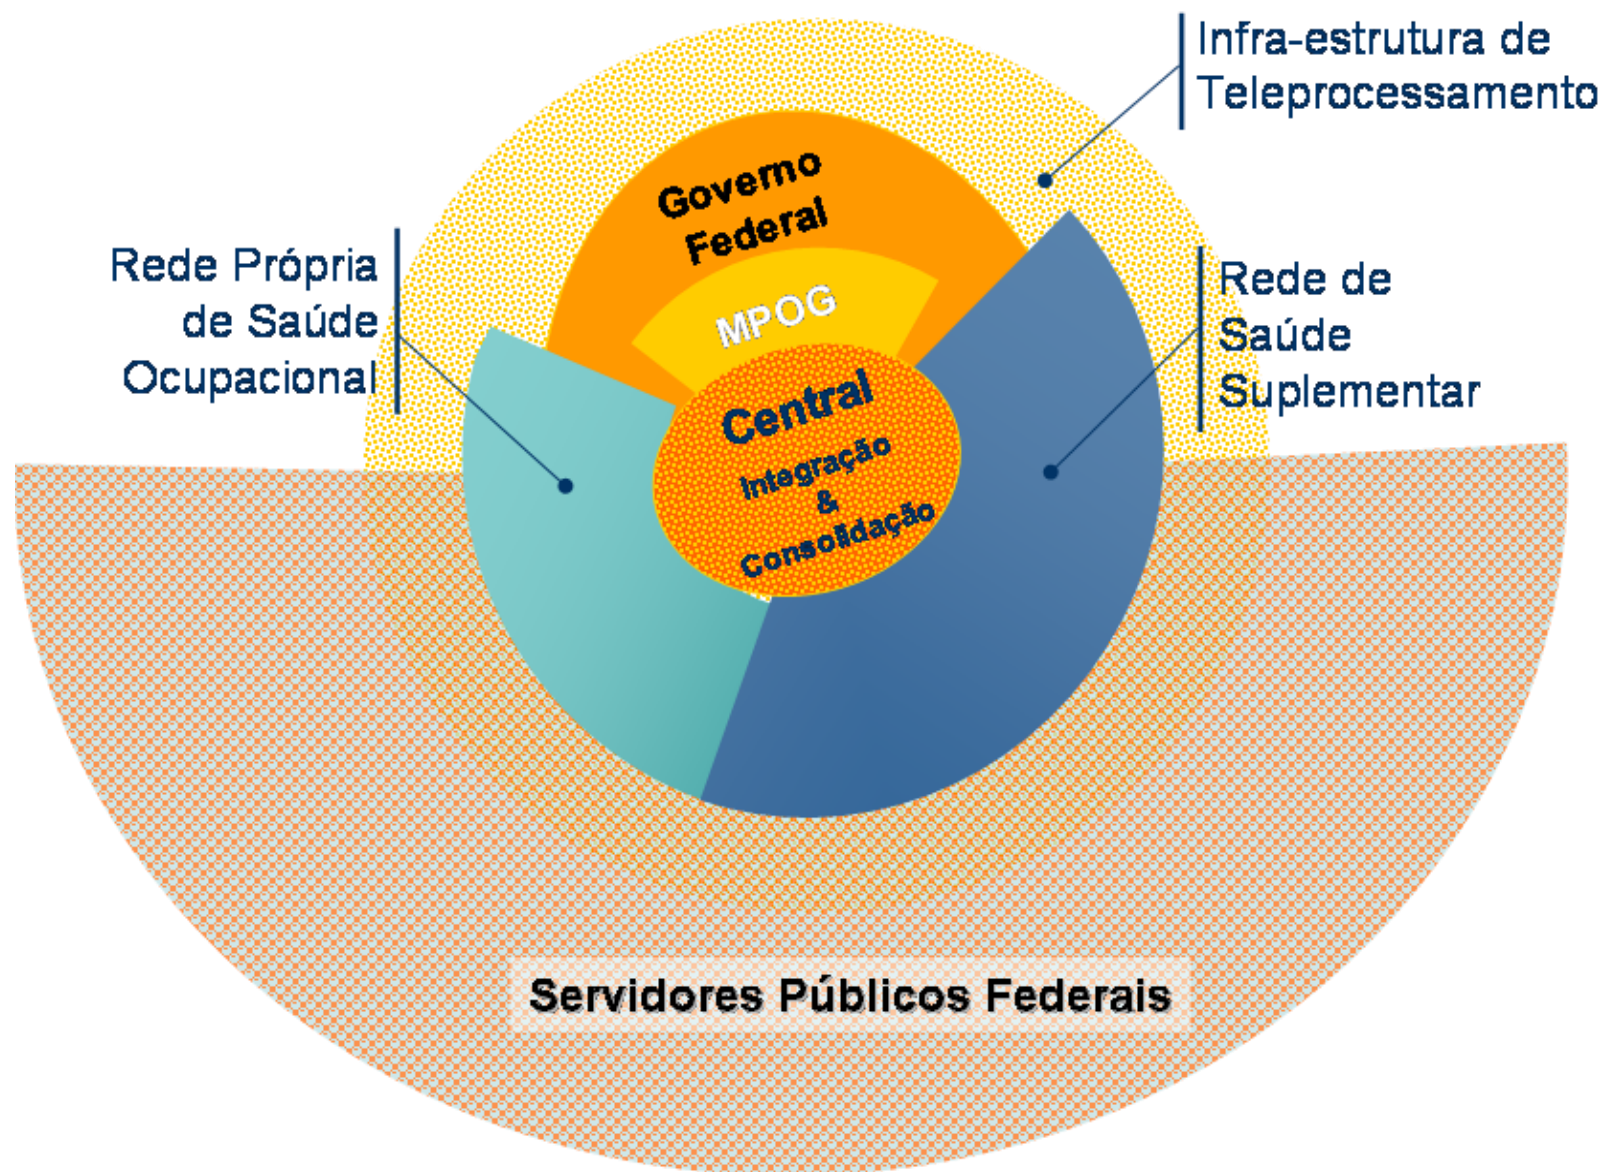 Infra-estrutura de
Teleprocessamento
Governo
Federal
MPOG
Rede Própria
de Saúde
Ocupacional
Rede de
Saúde
Suplementar
Central
Integração
&
Consolidação
Servidores Públicos Federais